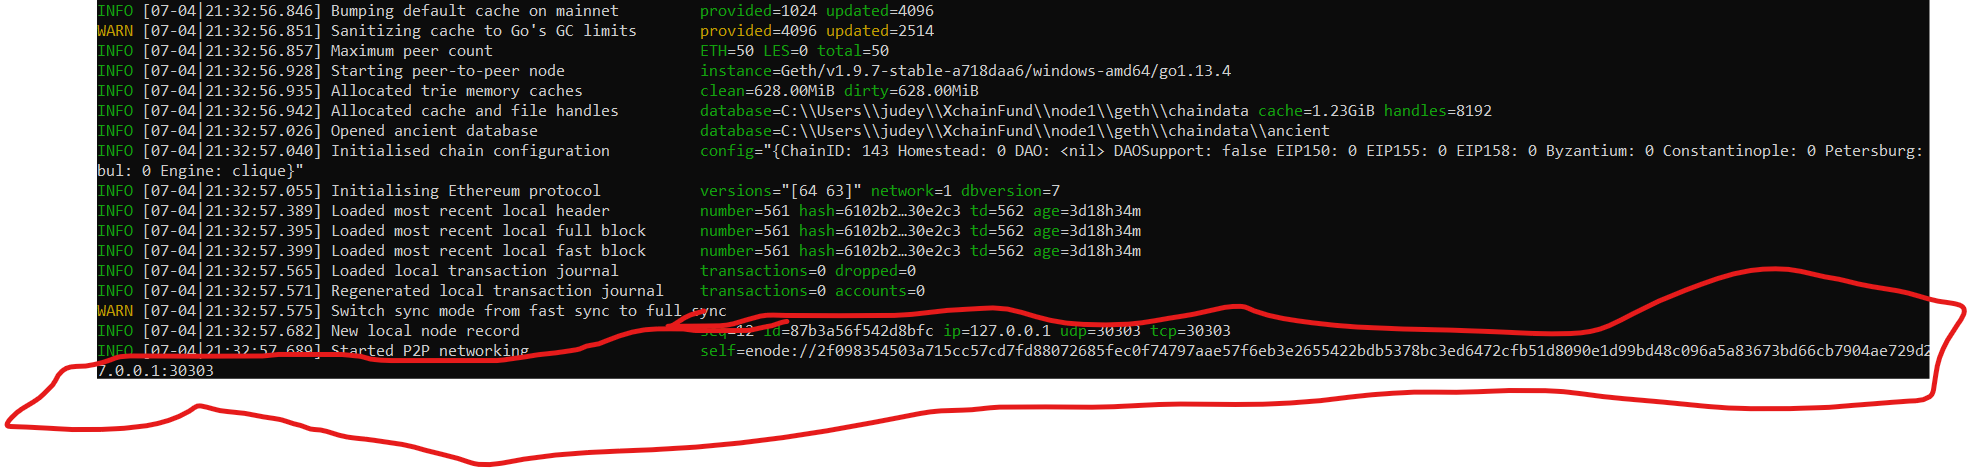 INFO [07-04|21:32:56.846] Bumping default cache on mainnet provided=1024 updated=4096
WARN [07-04|21:32:56.851] Sanitizing cache to Go's GC limits provided=4096 updated=2514
INFO [07-04|21:32:56.857] Maximum peer count ETH=50 LES=0 total=50
INFO [07-04|21:32:56.928] Starting peer-to-peer node instance=Geth/v1.9.7-stable-a718daa6/windows-amd64/go1.13.4
INFO [07-04|21:32:56.935] Allocated trie memory caches clean=628.00MiB dirty=628.00MiB
INFO [07-04|21:32:56.942] Allocated cache and file handles database=C:\\Users\\judey\\XchainFund\\node1\\geth\\chaindata cache=1.23GiB handles=8192
INFO [07-04|21:32:57.026] Opened ancient database database=C:\\Users\\judey\\XchainFund\\node1\\geth\\chaindata\\ancient
INFO [07-04|21:32:57.040] Initialised chain configuration config="{ChainID: 143 Homestead: 0 DAO: <nil> DAOSupport: false EIP150: 0 EIP155: 0 EIP158: 0 Byzantium: 0 Constantinople: 0 Petersburg:
bul: 0 Engine: clique}"
INFO [07-04|21:32:57.055] Initialising Ethereum protocol versions="[64 63]" network=1 dbversion=7
INFO [07-04|21:32:57.389] Loaded most recent local header number=561 hash=6102b2…30e2c3 td=562 age=3d18h34m
INFO [07-04|21:32:57.395] Loaded most recent local full block number=561 hash=6102b2…30e2c3 td=562 age=3d18h34m
INFO [07-04|21:32:57.399] Loaded most recent local fast block number=561 hash=6102b2…30e2c3 td=562 age=3d18h34m
INFO [07-04|21:32:57.565] Loaded local transaction journal transactions=0 dropped=0
INFO [07-04|21:32:57.571] Regenerated local transaction journal transactions=0 accounts=0
WARN [07-04|21:32:57.575] Switch sync mode from fast sync to full sync
INFO [07-04|21:32:57.682] New local node record seq=12 id=87b3a56f542d8bfc ip=127.0.0.1 udp=30303 tcp=30303
INFO [07-04|21:32:57.689] Started P2P networking self=enode://2f098354503a715cc57cd7fd88072685fec0f74797aae57f6eb3e2655422bdb5378bc3ed6472cfb51d8090e1d99bd48c096a5a83673bd66cb7904ae729d2
7.0.0.1:30303